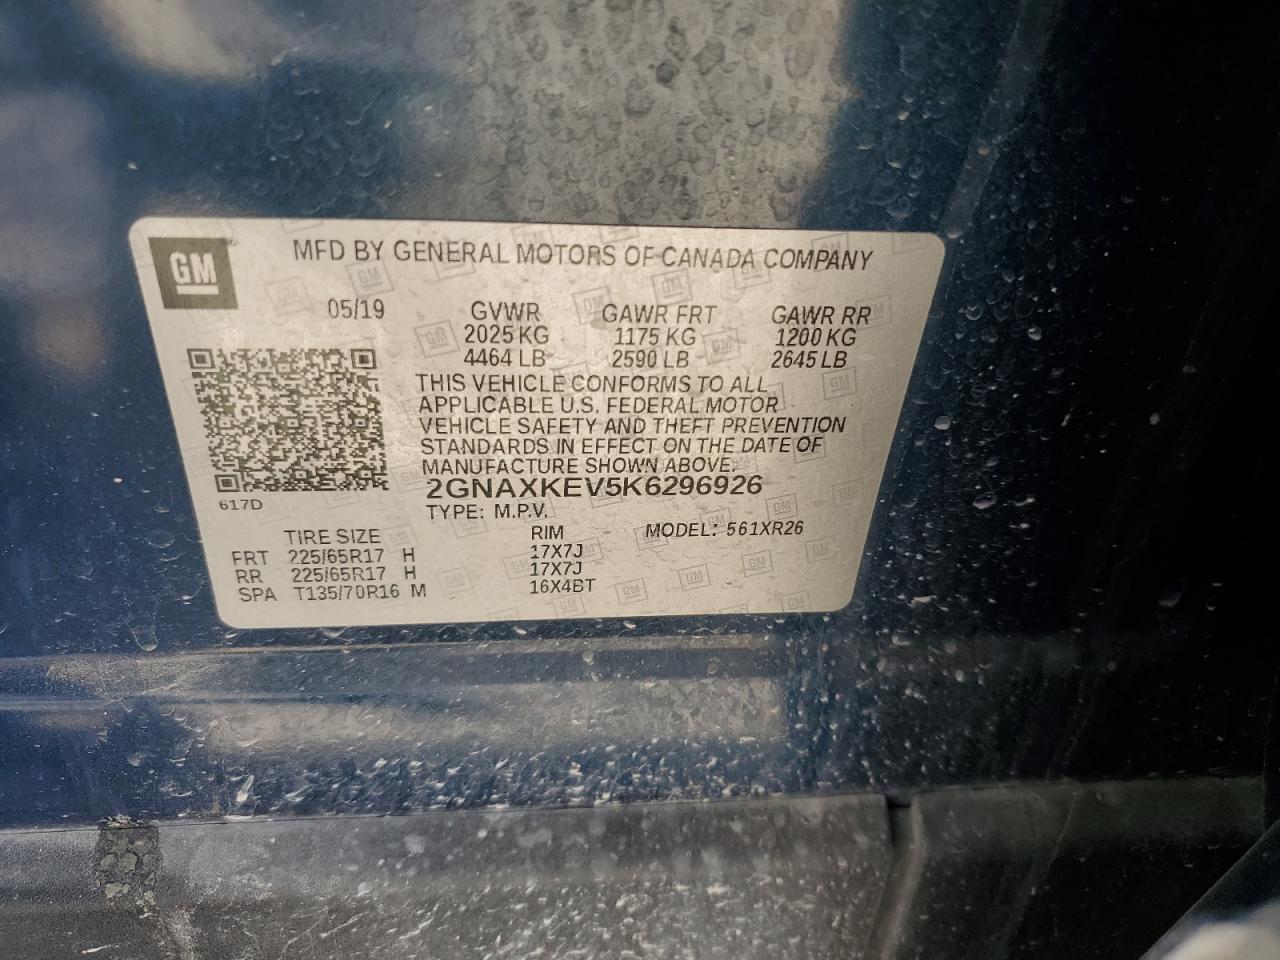 GM
MFD BY GENERAL MOTORS OF CANADA COMPANY
05/19 GVWR GAWR FRT GAWR RR
2025 KG 1175 KG 1200 KG
4464 LB 2590 LB 2645 LB
THIS VEHICLE CONFORMS TO ALL
APPLICABLE U.S. FEDERAL MOTOR
VEHICLE SAFETY AND THEFT PREVENTION
STANDARDS IN EFFECT ON THE DATE OF
MANUFACTURE SHOWN ABOVE.
2GNAXKEV5K6296926
617D
TYPE: M.P.V.
TIRE SIZE RIM MODEL: 561XR26
FRT 225/65R17 H 17X7J
RR 225/65R17 H 17X7J
SPA T135/70R16 M 16X4BT